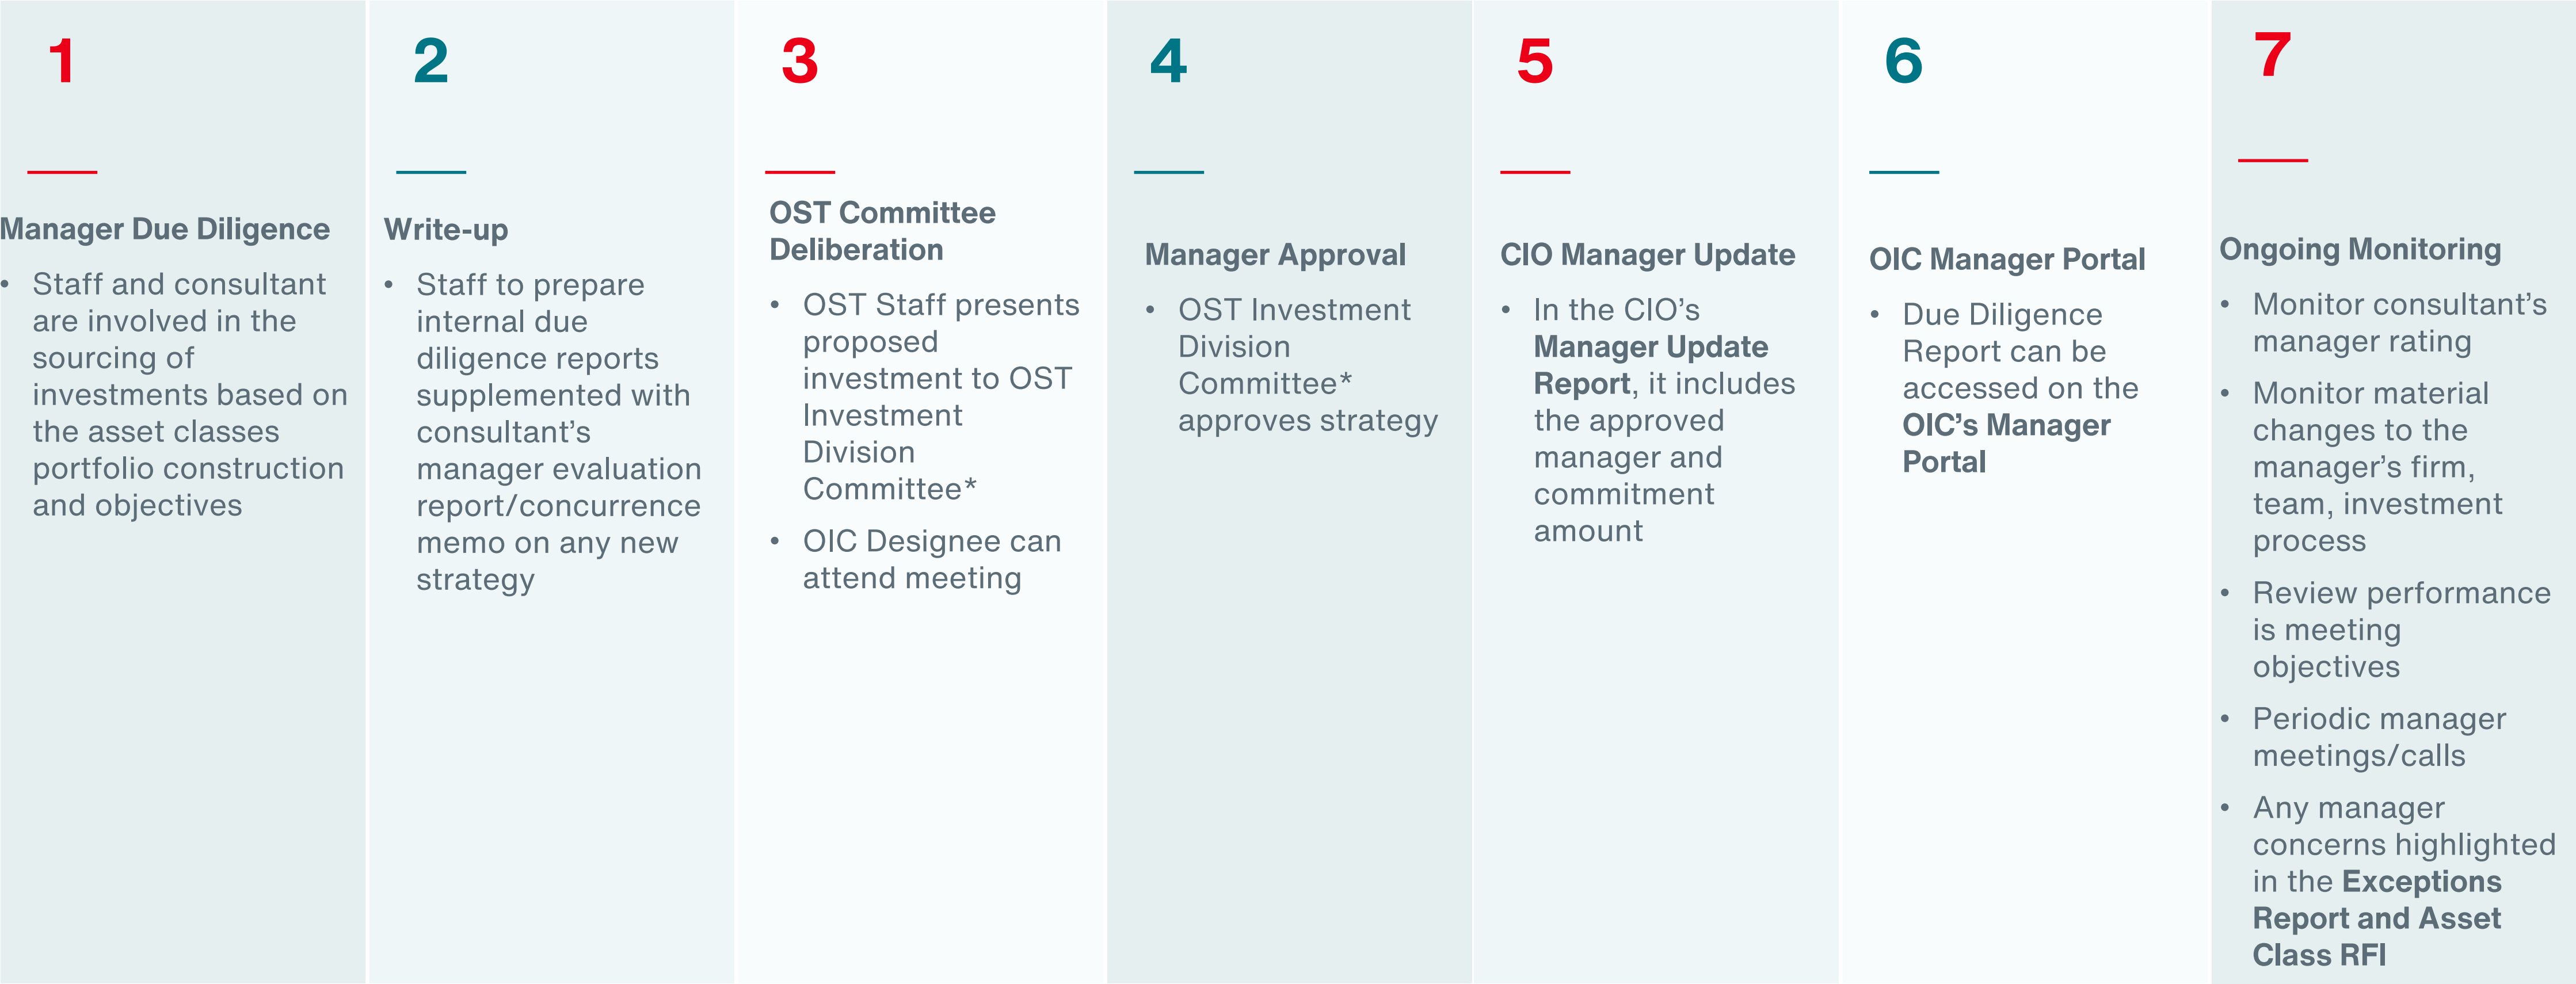 1
Manager Due Diligence
• Staff and consultant
are involved in the
sourcing of
investments based on
the asset classes
portfolio construction
and objectives
2
Write-up
• Staff to prepare
internal due
diligence reports
supplemented with
consultant’s
manager evaluation
report/concurrence
memo on any new
strategy
3
OST Committee
Deliberation
• OST Staff presents
proposed
investment to OST
Investment
Division
Committee*
• OIC Designee can
attend meeting
4
Manager Approval
• OST Investment
Division
Committee*
approves strategy
5
CIO Manager Update
• In the CIO’s
Manager Update
Report, it includes
the approved
manager and
commitment
amount
6
OIC Manager Portal
• Due Diligence
Report can be
accessed on the
OIC’s Manager
Portal
7
Ongoing Monitoring
• Monitor consultant’s
manager rating
• Monitor material
changes to the
manager’s firm,
team, investment
process
• Review performance
is meeting
objectives
• Periodic manager
meetings/calls
• Any manager
concerns highlighted
in the Exceptions
Report and Asset
Class RFI